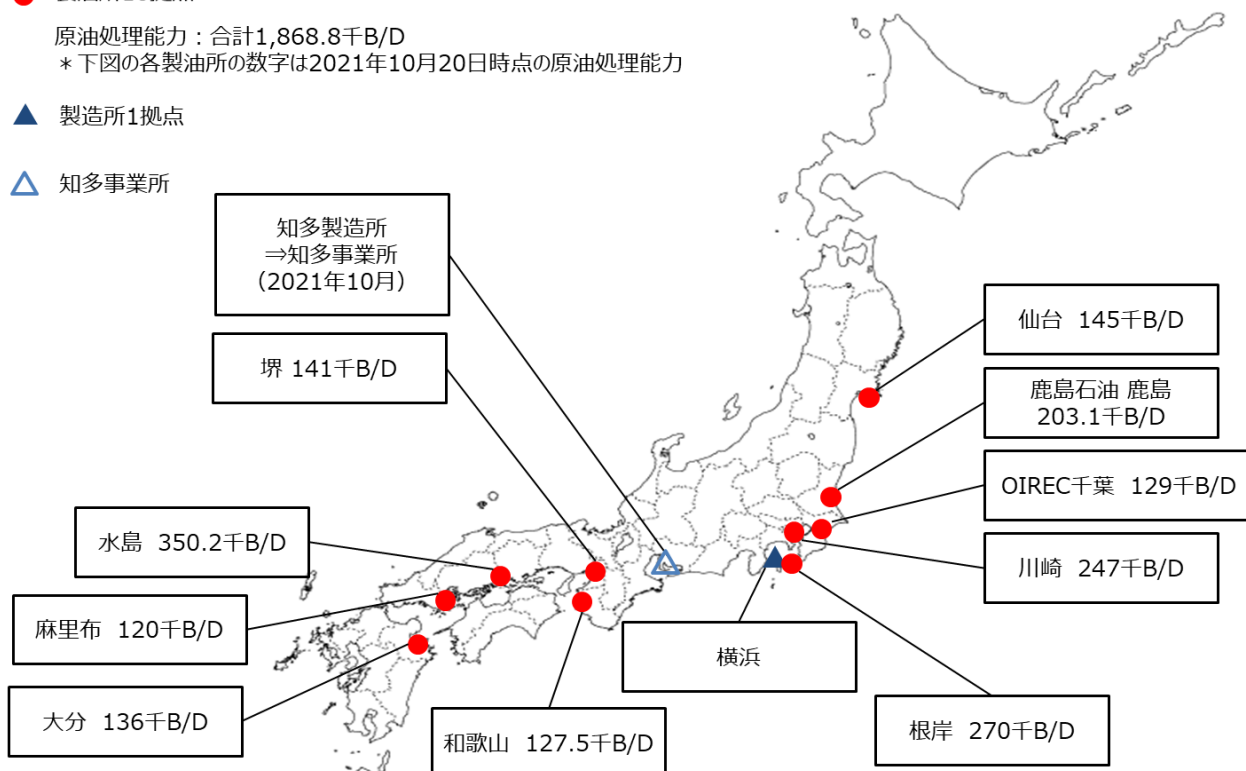 原油処理能力：合計1,868.8千B/D
＊下図の各製油所の数字は2021年10月20日時点の原油処理能力
製造所1拠点
知多事業所
知多製造所
⇒知多事業所
（2021年10月）
堺 141千B/D
仙台 145千B/D
鹿島石油 鹿島
203.1千B/D
OIREC千葉 129千B/D
水島 350.2千B/D
川崎 247千B/D
麻里布 120千B/D
横浜
大分 136千B/D
和歌山 127.5千B/D
根岸 270千B/D